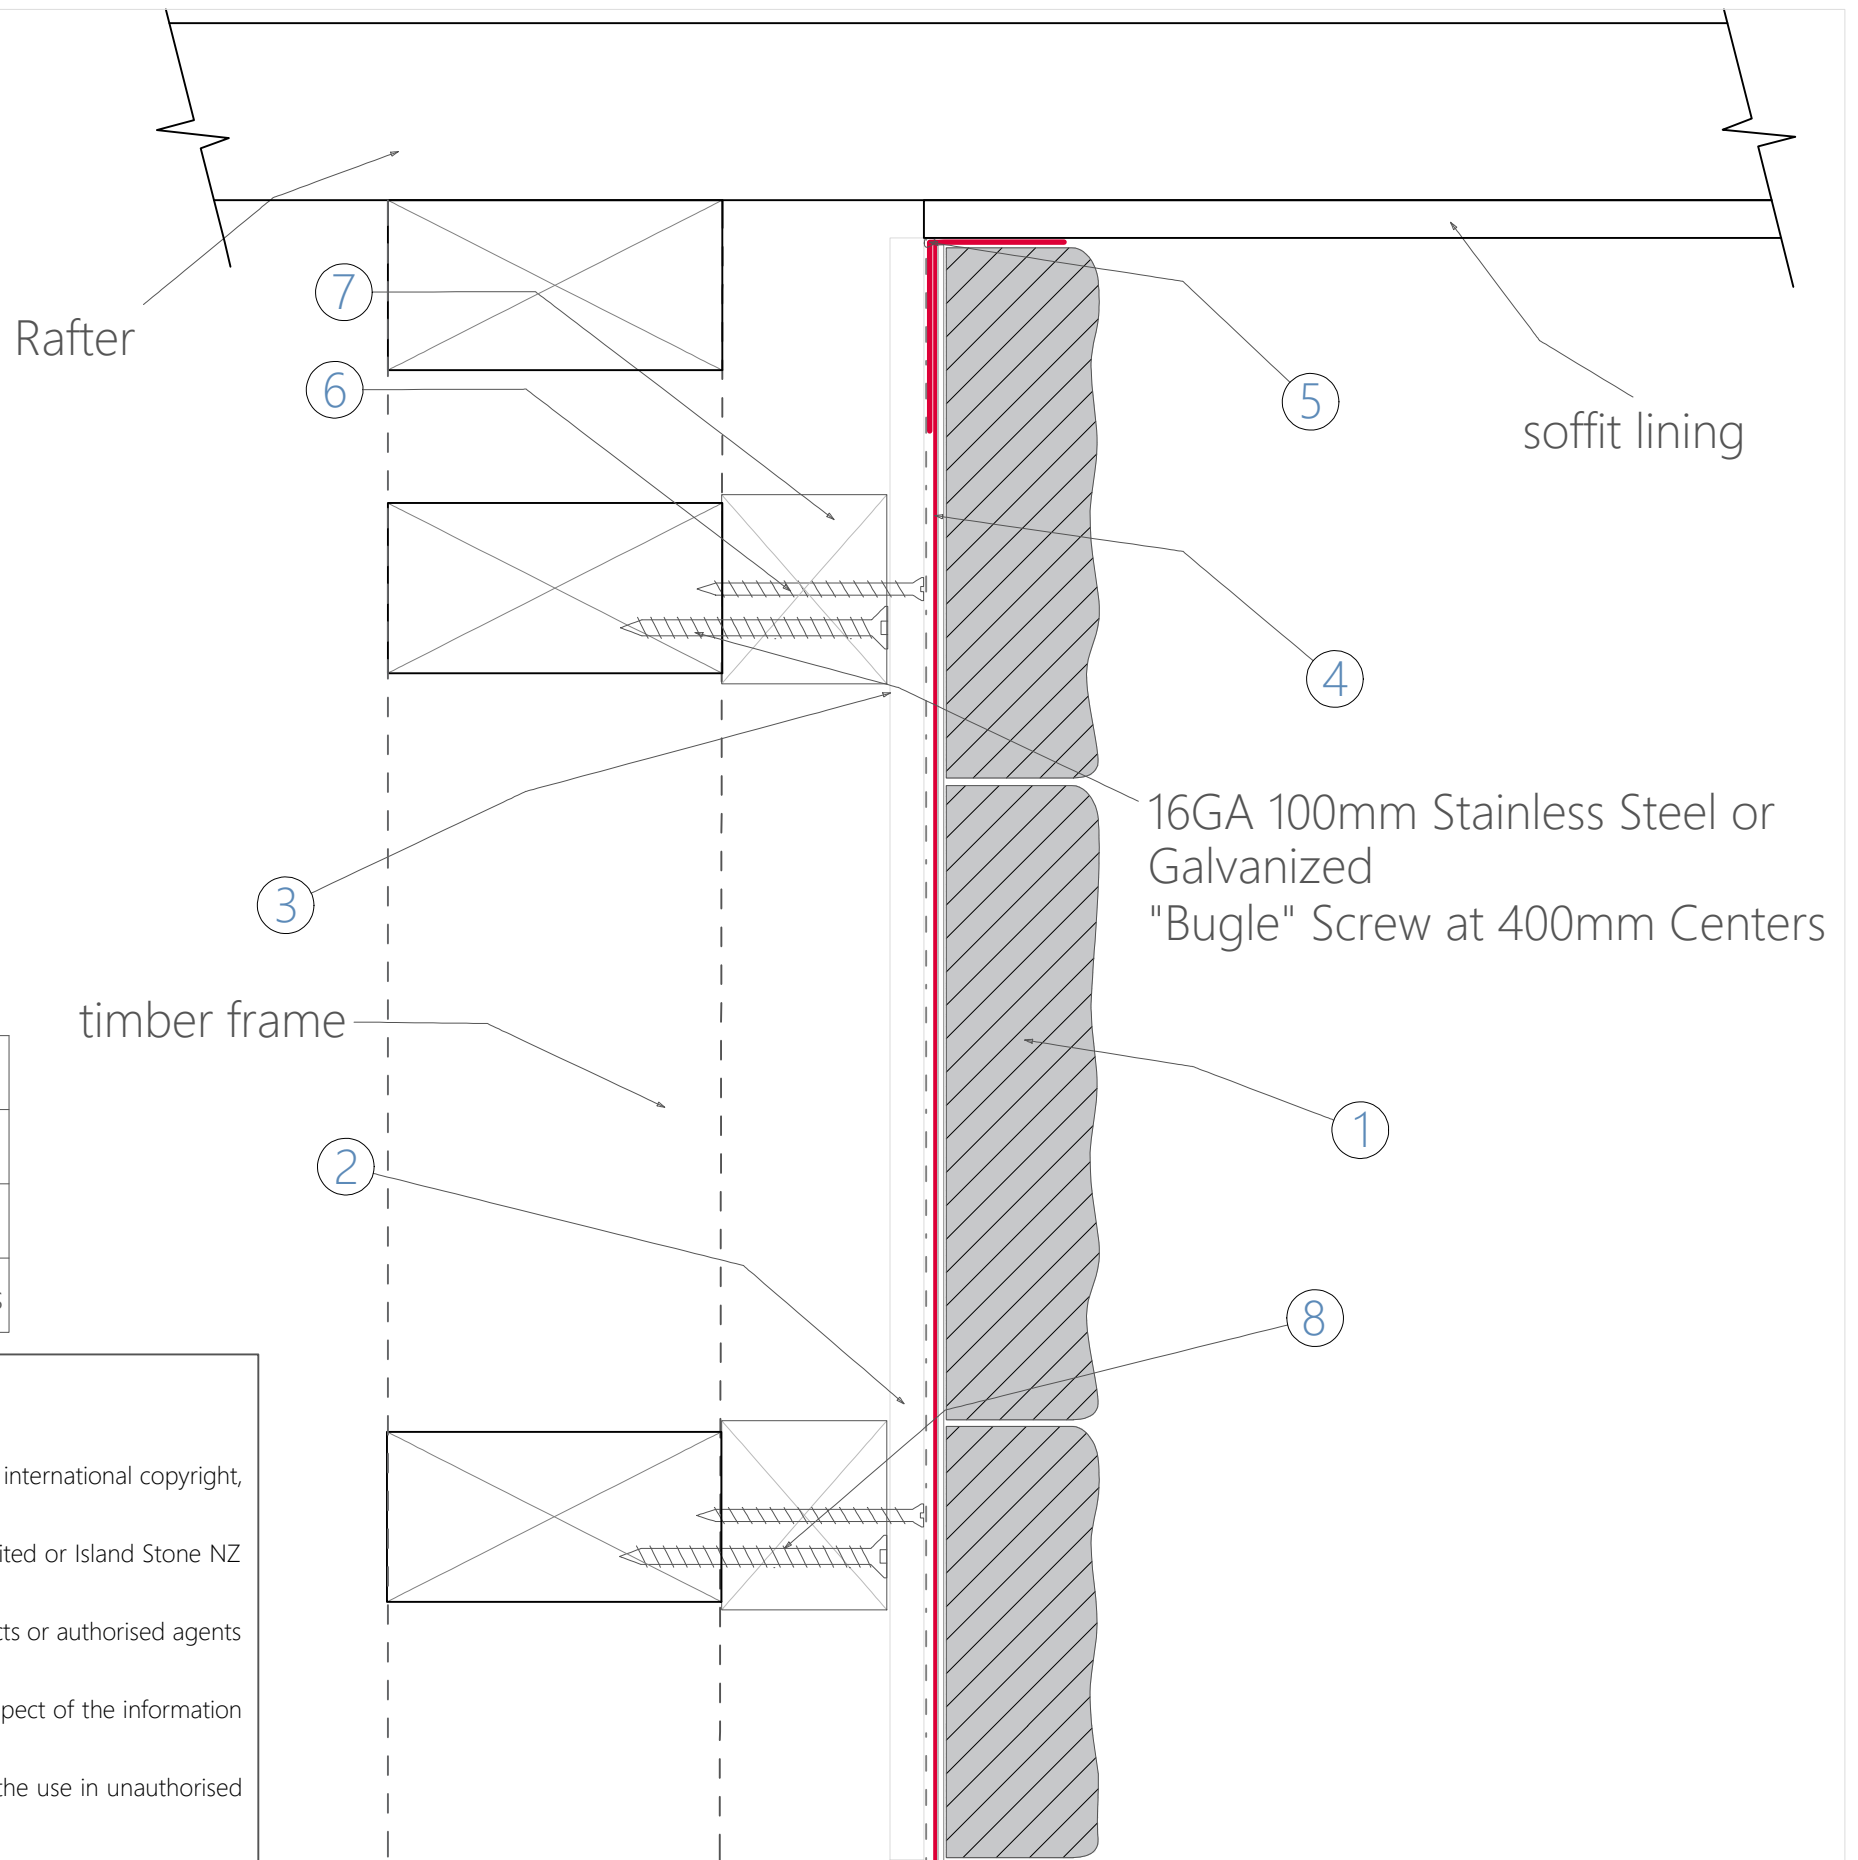 7
Rafter
6
5
soffit lining
4
16GA 100mm Stainless Steel or
Galvanized
"Bugle" Screw at 400mm Centers
3
timber frame
1
2
8
s
international copyright,
ited or Island Stone NZ
cts or authorised agents
pect of the information
the use in unauthorised